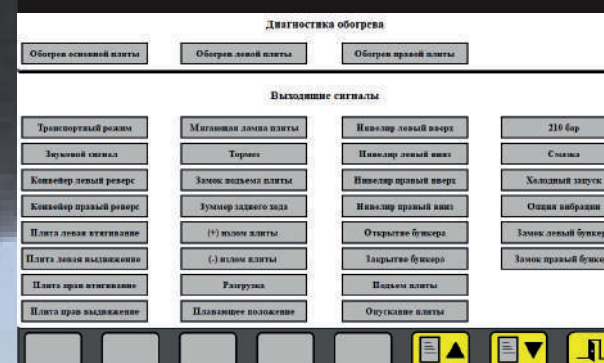 Диагностика обогрева
Обогрев основной плиты Обогрев левой плиты Обогрев правой плиты
Выходящие сигналы
Транспортный режим Мигающая лампа плиты Нивелир левый вверх 210 бар
Звуковой сигнал Тормоз Нивелир левый вниз Смазка
Конвейер левый реверс Замок подъема плиты Нивелир правый вверх Холодный запуск
Конвейер правый реверс Зуммер заднего хода Нивелир правый вниз Опция вибрации
Плита левая втягивание (+) излом плиты Открытие бункера Замок левый бункер
Плита левая выдвижение (-) излом плиты Закрытие бункера Замок правый бункер
Плита прав втягивание Разгрузка Подъем плиты
Плита прав выдвижение Плавающее положение Опускание плиты